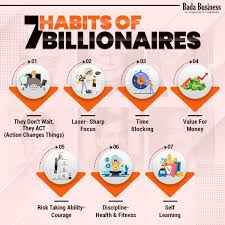 Bada Business
7 HABITS OF
BILLIONAIRES
01
02
03
04
They Don't Wait,
They ACT
(Action Changes Things)
Laser- Sharp
Focus
Time
Blocking
Value For
Money
05
06
07
Risk Taking Ability-
Courage
Discipline-
Health & Fitness
Self
Learning